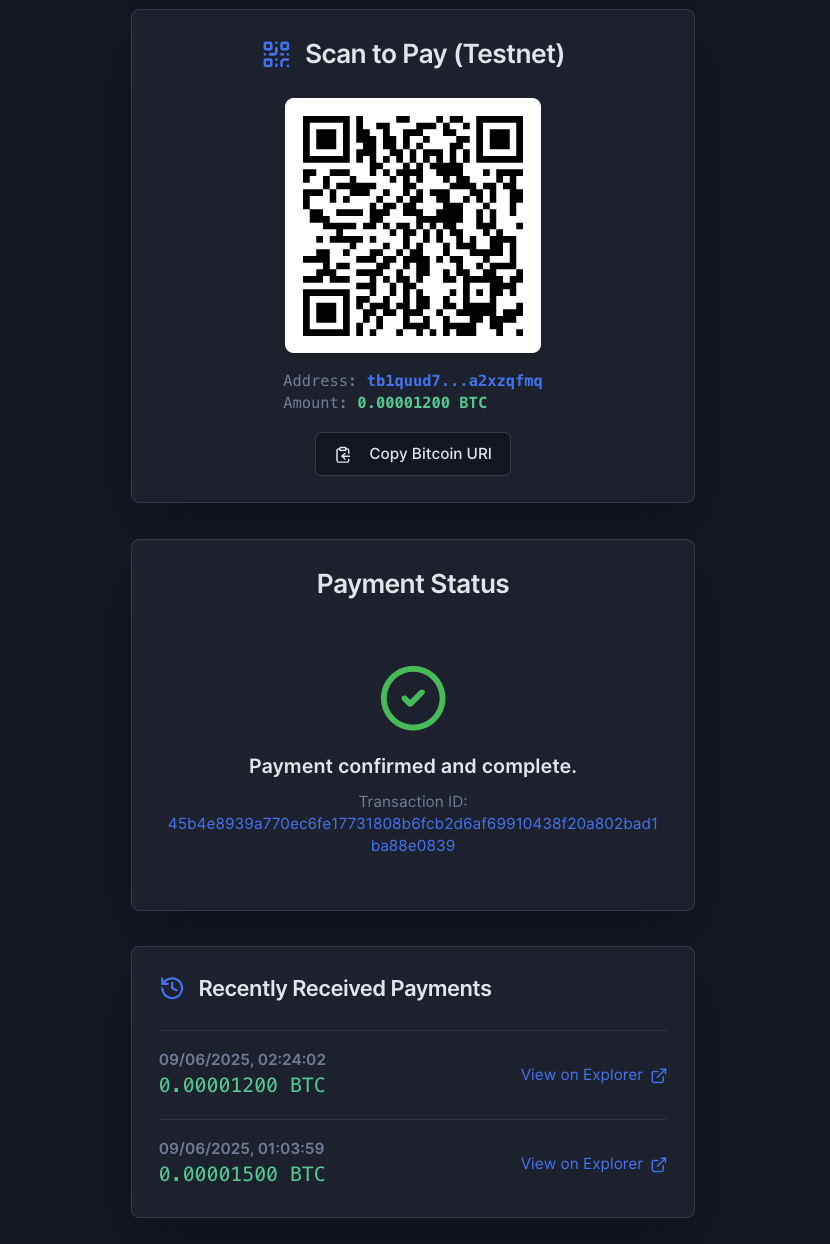 Scan to Pay (Testnet)
Address: tb1quud7...a2xzqfmq
Amount: 0.00001200 BTC
Copy Bitcoin URI
Payment Status
Payment confirmed and complete.
Transaction ID:
45b4e8939a770ec6fe17731808b6fcb2d6af69910438f20a802bad1
ba88e0839
Recently Received Payments
09/06/2025, 02:24:02
0.00001200 BTC
View on Explorer
09/06/2025, 01:03:59
0.00001500 BTC
View on Explorer